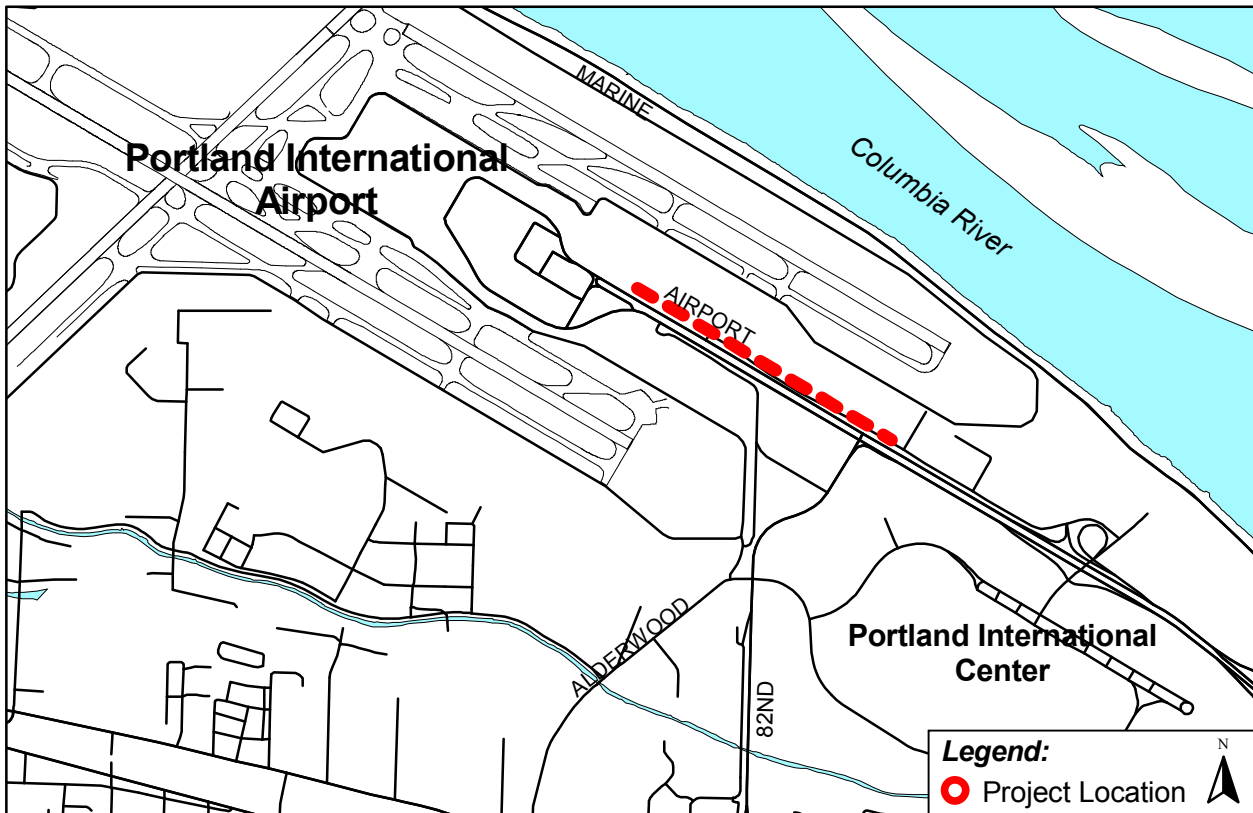 MARINE
Portland International
Airport
Columbia River
AIRPORT
ALDERWOOD
82ND
Portland International
Center
Legend:
N
Project Location